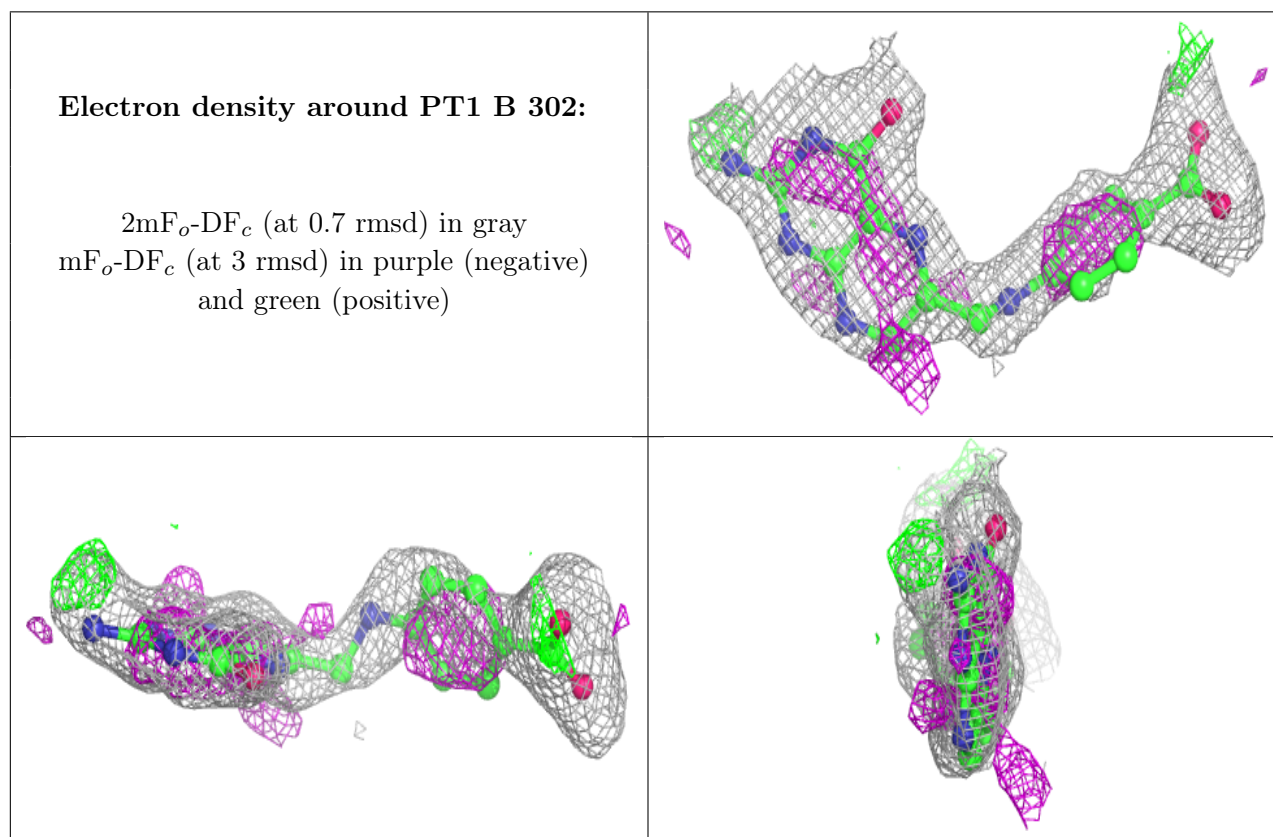 Electron density around PT1 B 302:
2mFo-DFc (at 0.7 rmsd) in gray
mFo-DFc (at 3 rmsd) in purple (negative)
and green (positive)